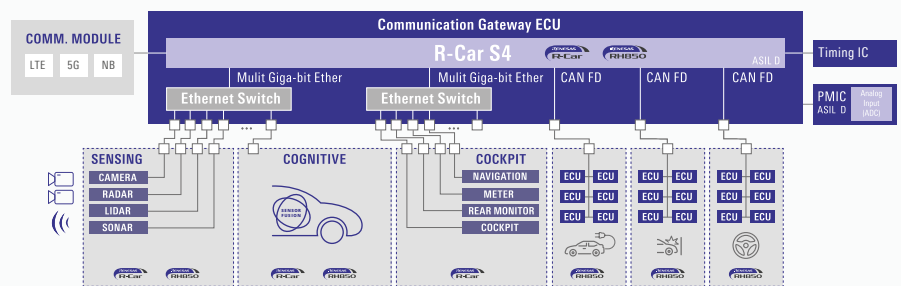 Communication Gateway ECU
COMM. MODULE
LTE
5G
NB
R-Car S4
RENESAS
R-Car
RENESAS
RH850
ASIL D
Timing IC
PMIC
ASIL D
Analog
Input
(ADC)
Mulit Giga-bit Ether
Mulit Giga-bit Ether
CAN FD
CAN FD
CAN FD
Ethernet Switch
Ethernet Switch
...
...
SENSING
CAMERA
RADAR
LIDAR
SONAR
RENESAS
R-Car
RENESAS
RH850
COGNITIVE
SENSUR
FUSION
RENESAS
R-Car
RENESAS
RH850
COCKPIT
NAVIGATION
METER
REAR MONITOR
COCKPIT
RENESAS
R-Car
ECU
ECU
ECU
ECU
ECU
ECU
RENESAS
RH850
ECU
ECU
ECU
ECU
ECU
ECU
RENESAS
RH850
ECU
ECU
ECU
ECU
ECU
ECU
RENESAS
RH850